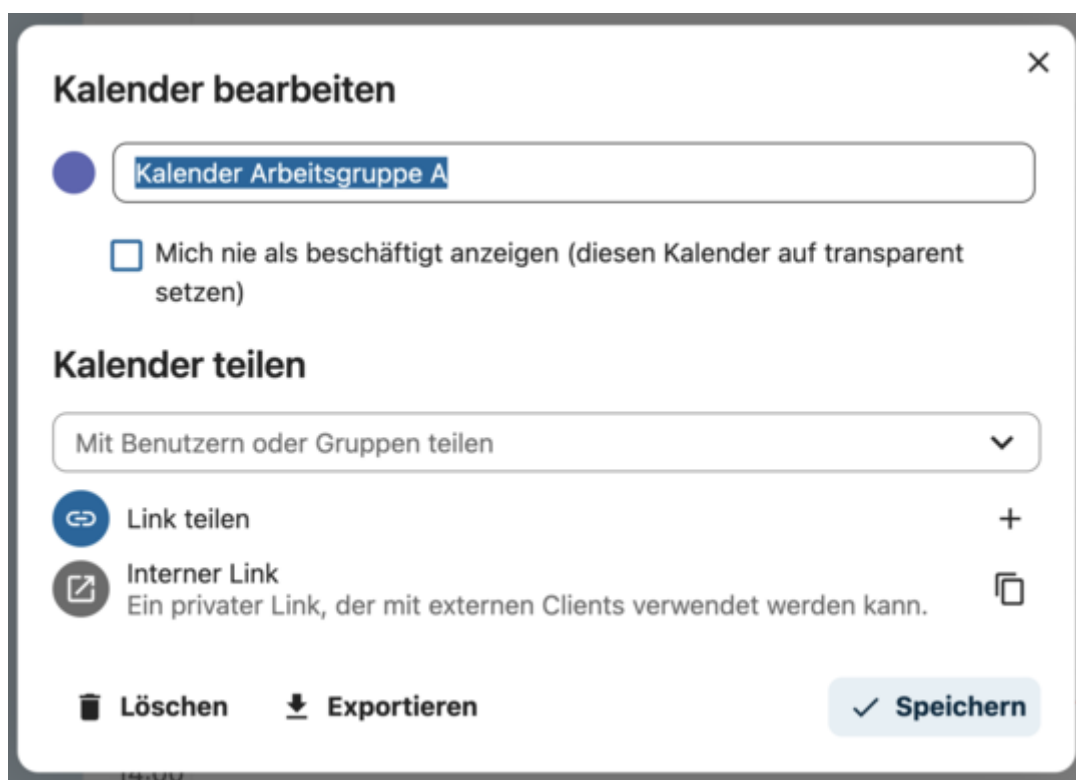 Kalender bearbeiten
Kalender Arbeitsgruppe A
Mich nie als beschäftigt anzeigen (diesen Kalender auf transparent
setzen)
Kalender teilen
Mit Benutzern oder Gruppen teilen
Link teilen
Interner Link
Ein privater Link, der mit externen Clients verwendet werden kann.
Löschen Exportieren Speichern
14:00